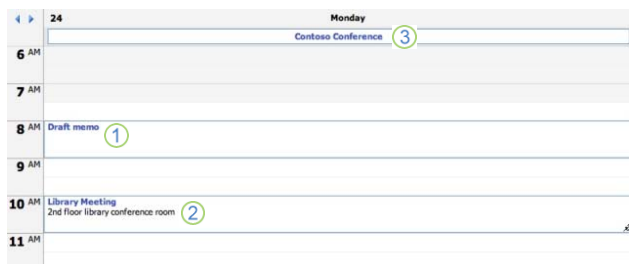 24 Monday
Contoso Conference 3
6 AM
7 AM
8 AM Draft memo 1
9 AM
10 AM Library Meeting
2nd floor library conference room 2
11 AM